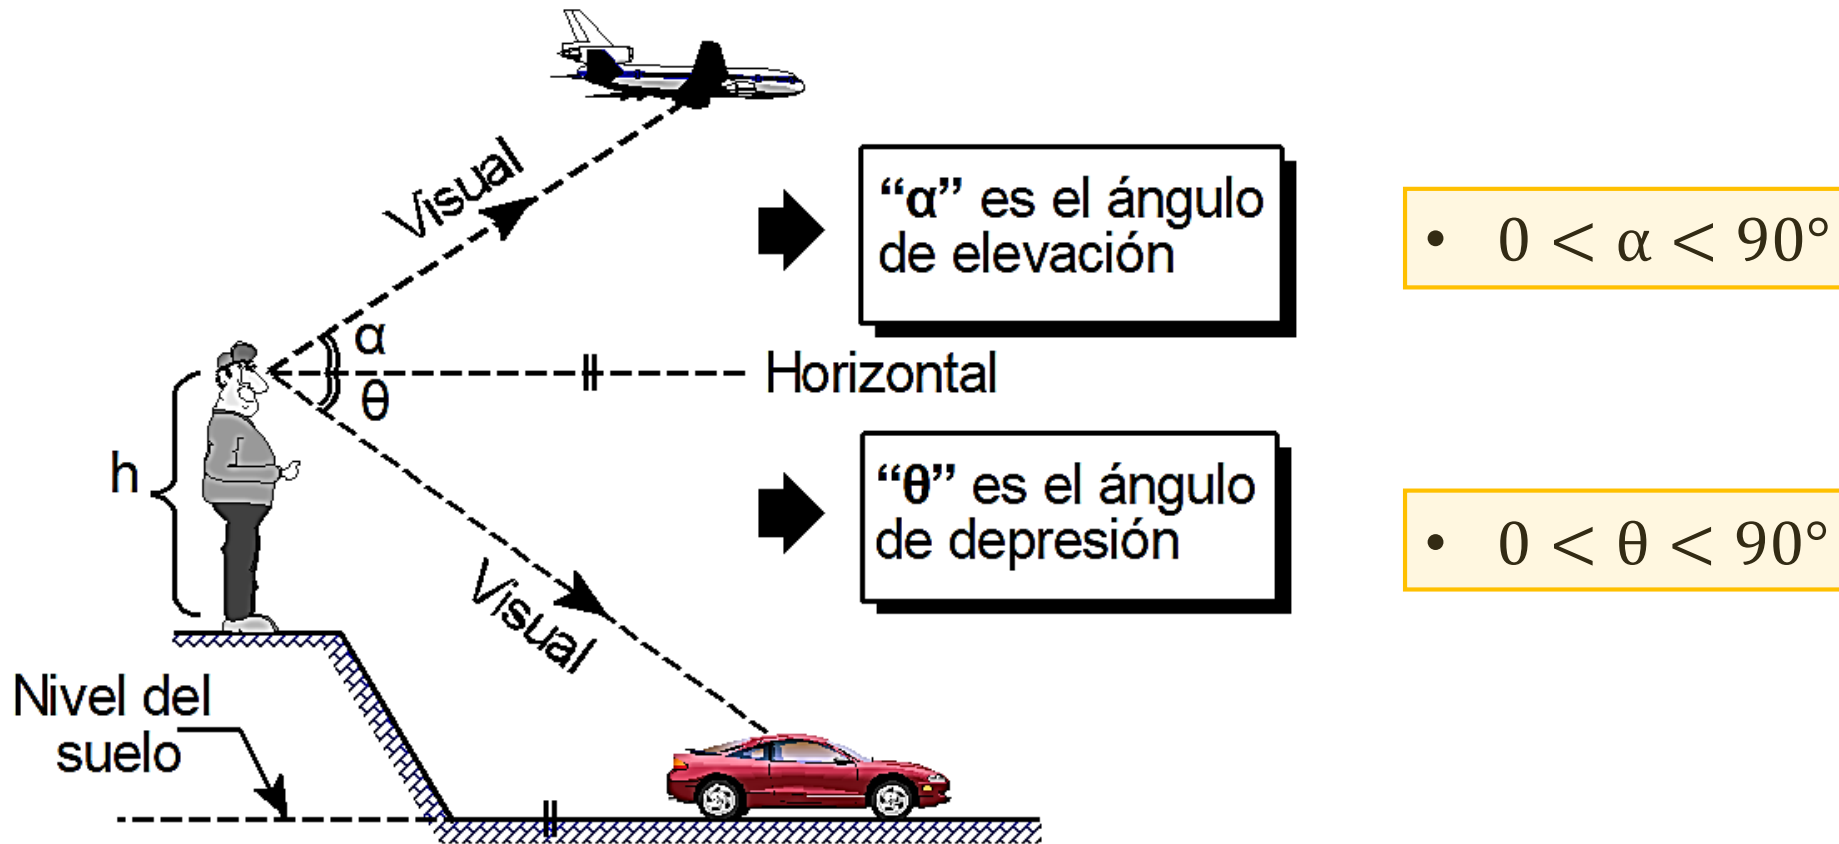 Visual
“α” es el ángulo
de elevación
• 0 < α < 90°
α
Horizontal
θ
h
“θ” es el ángulo
de depresión
• 0 < θ < 90°
Visual
Nivel del
suelo